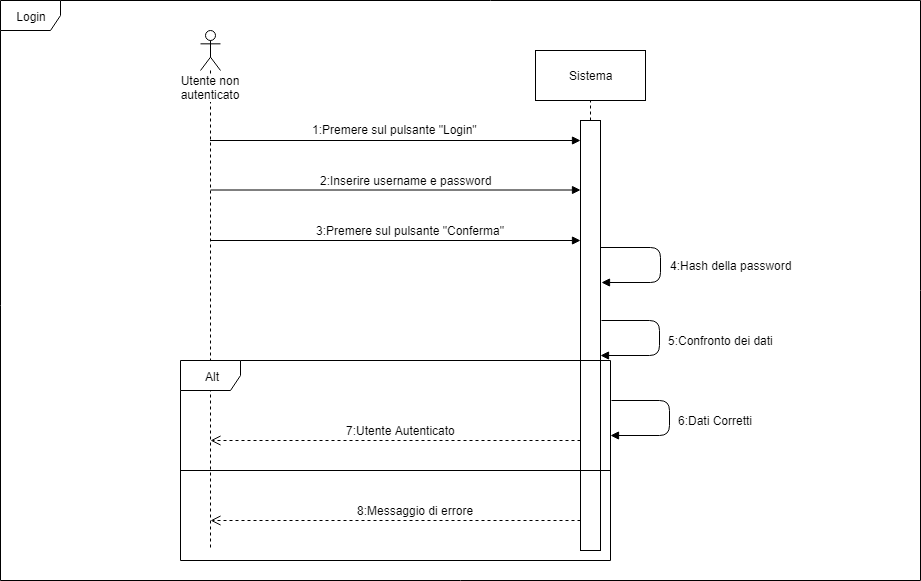 Login
Utente non
autenticato
Sistema
1:Premere sul pulsante "Login"
2:Inserire username e password
3:Premere sul pulsante "Conferma"
4:Hash della password
5:Confronto dei dati
Alt
6:Dati Corretti
7:Utente Autenticato
8:Messaggio di errore